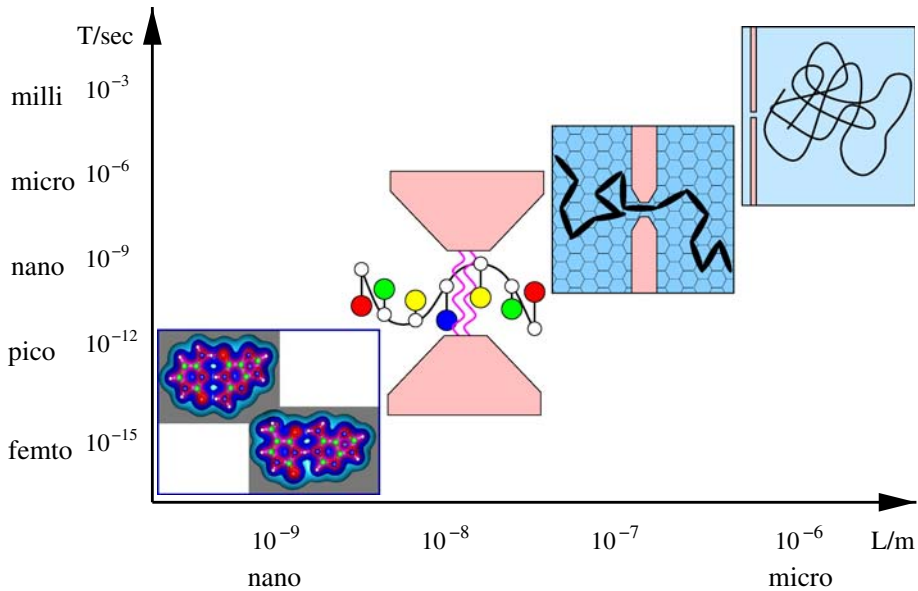 T/sec
milli 10⁻³
micro 10⁻⁶
nano 10⁻⁹
pico 10⁻¹²
femto 10⁻¹⁵
10⁻⁹ 10⁻⁸ 10⁻⁷ 10⁻⁶ L/m
nano micro